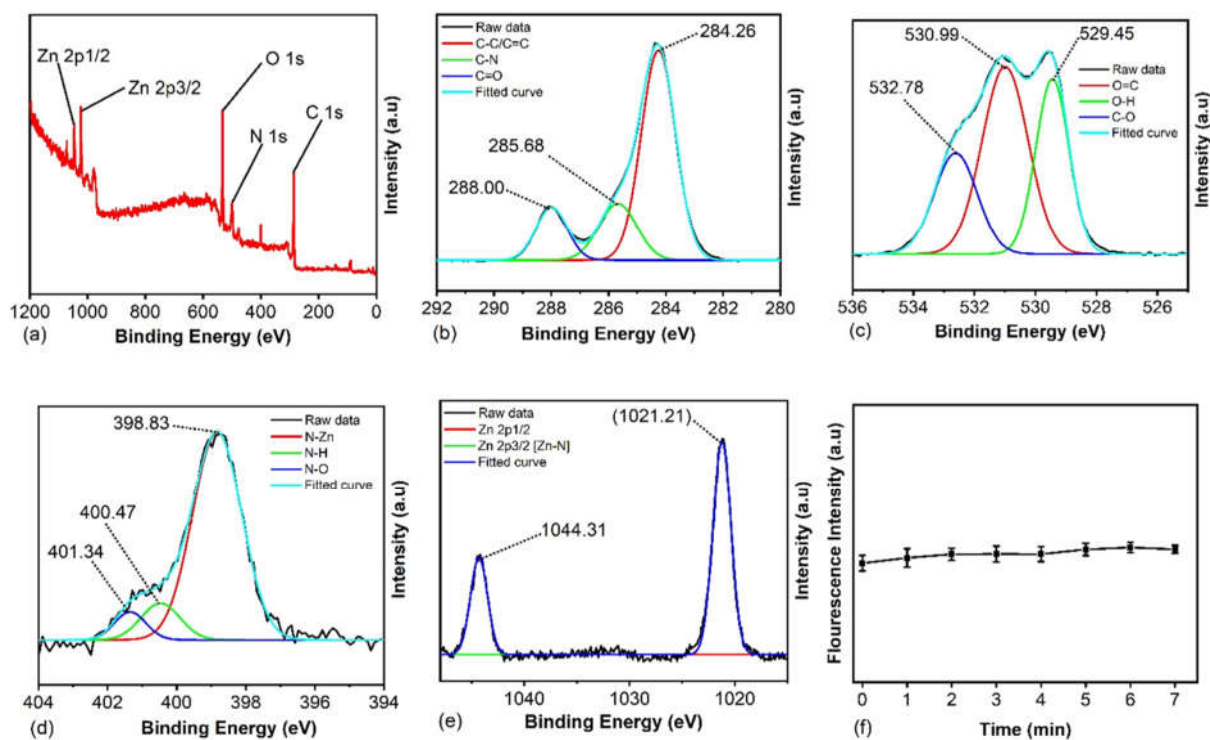 Zn 2p1/2
Zn 2p3/2
O 1s
N 1s
C 1s
1200 1000 800 600 400 200 0
Binding Energy (eV)
Intensity (a.u)
(a)
Raw data
C-C/C=C
C-N
C=O
Fitted curve
284.26
285.68
288.00
292 290 288 286 284 282 280
Binding Energy (eV)
Intensity (a.u)
(b)
530.99
529.45
532.78
Raw data
O=C
O-H
C-O
Fitted curve
536 534 532 530 528 526
Binding Energy (eV)
(c)
398.83
400.47
401.34
Raw data
N-Zn
N-H
N-O
Fitted curve
404 402 400 398 396 394
Binding Energy (eV)
Intensity (a.u)
(d)
Raw data
Zn 2p1/2
Zn 2p3/2 [Zn-N]
Fitted curve
(1021.21)
1044.31
1040 1030 1020
Binding Energy (eV)
Intensity (a.u)
(e)
Flourescence Intensity (a.u)
0 1 2 3 4 5 6 7
Time (min)
(f)